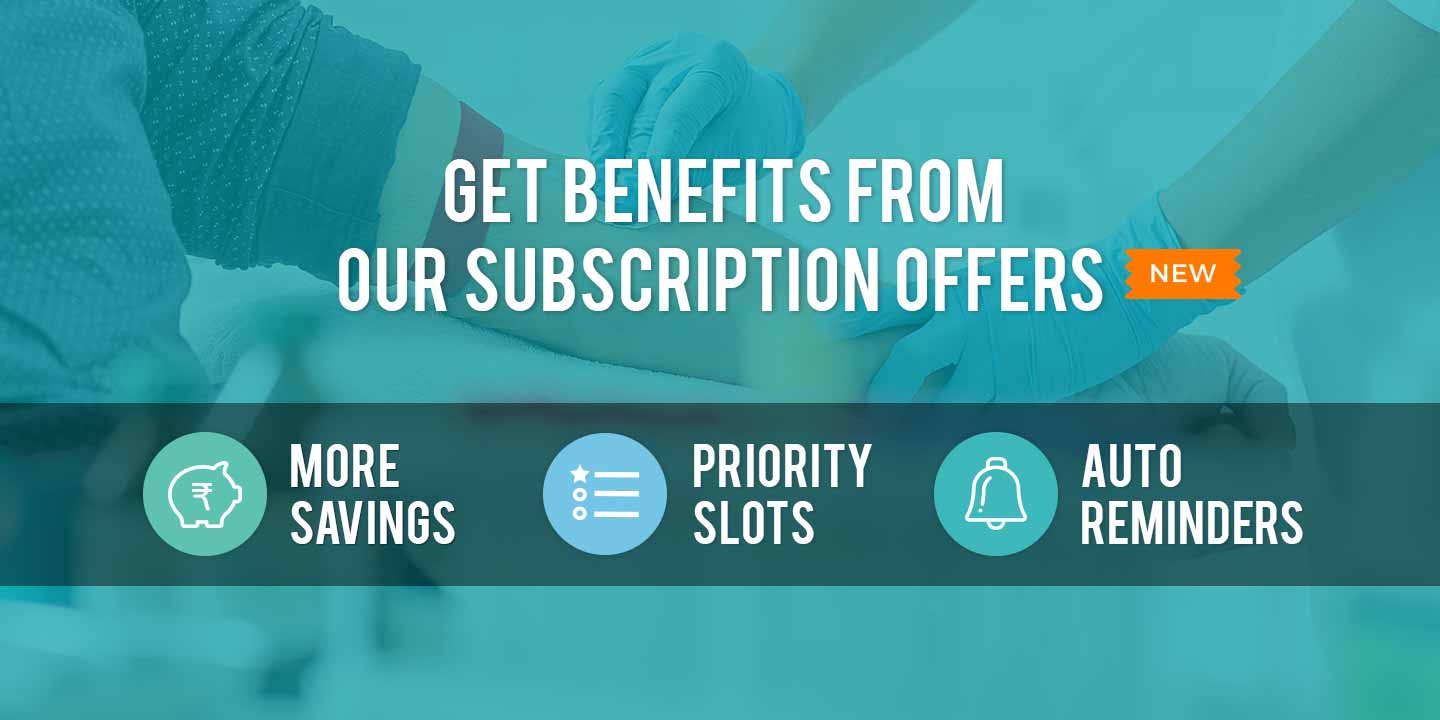 GET BENEFITS FROM
OUR SUBSCRIPTION OFFERS NEW
₹
MORE
SAVINGS
PRIORITY
SLOTS
AUTO
REMINDERS